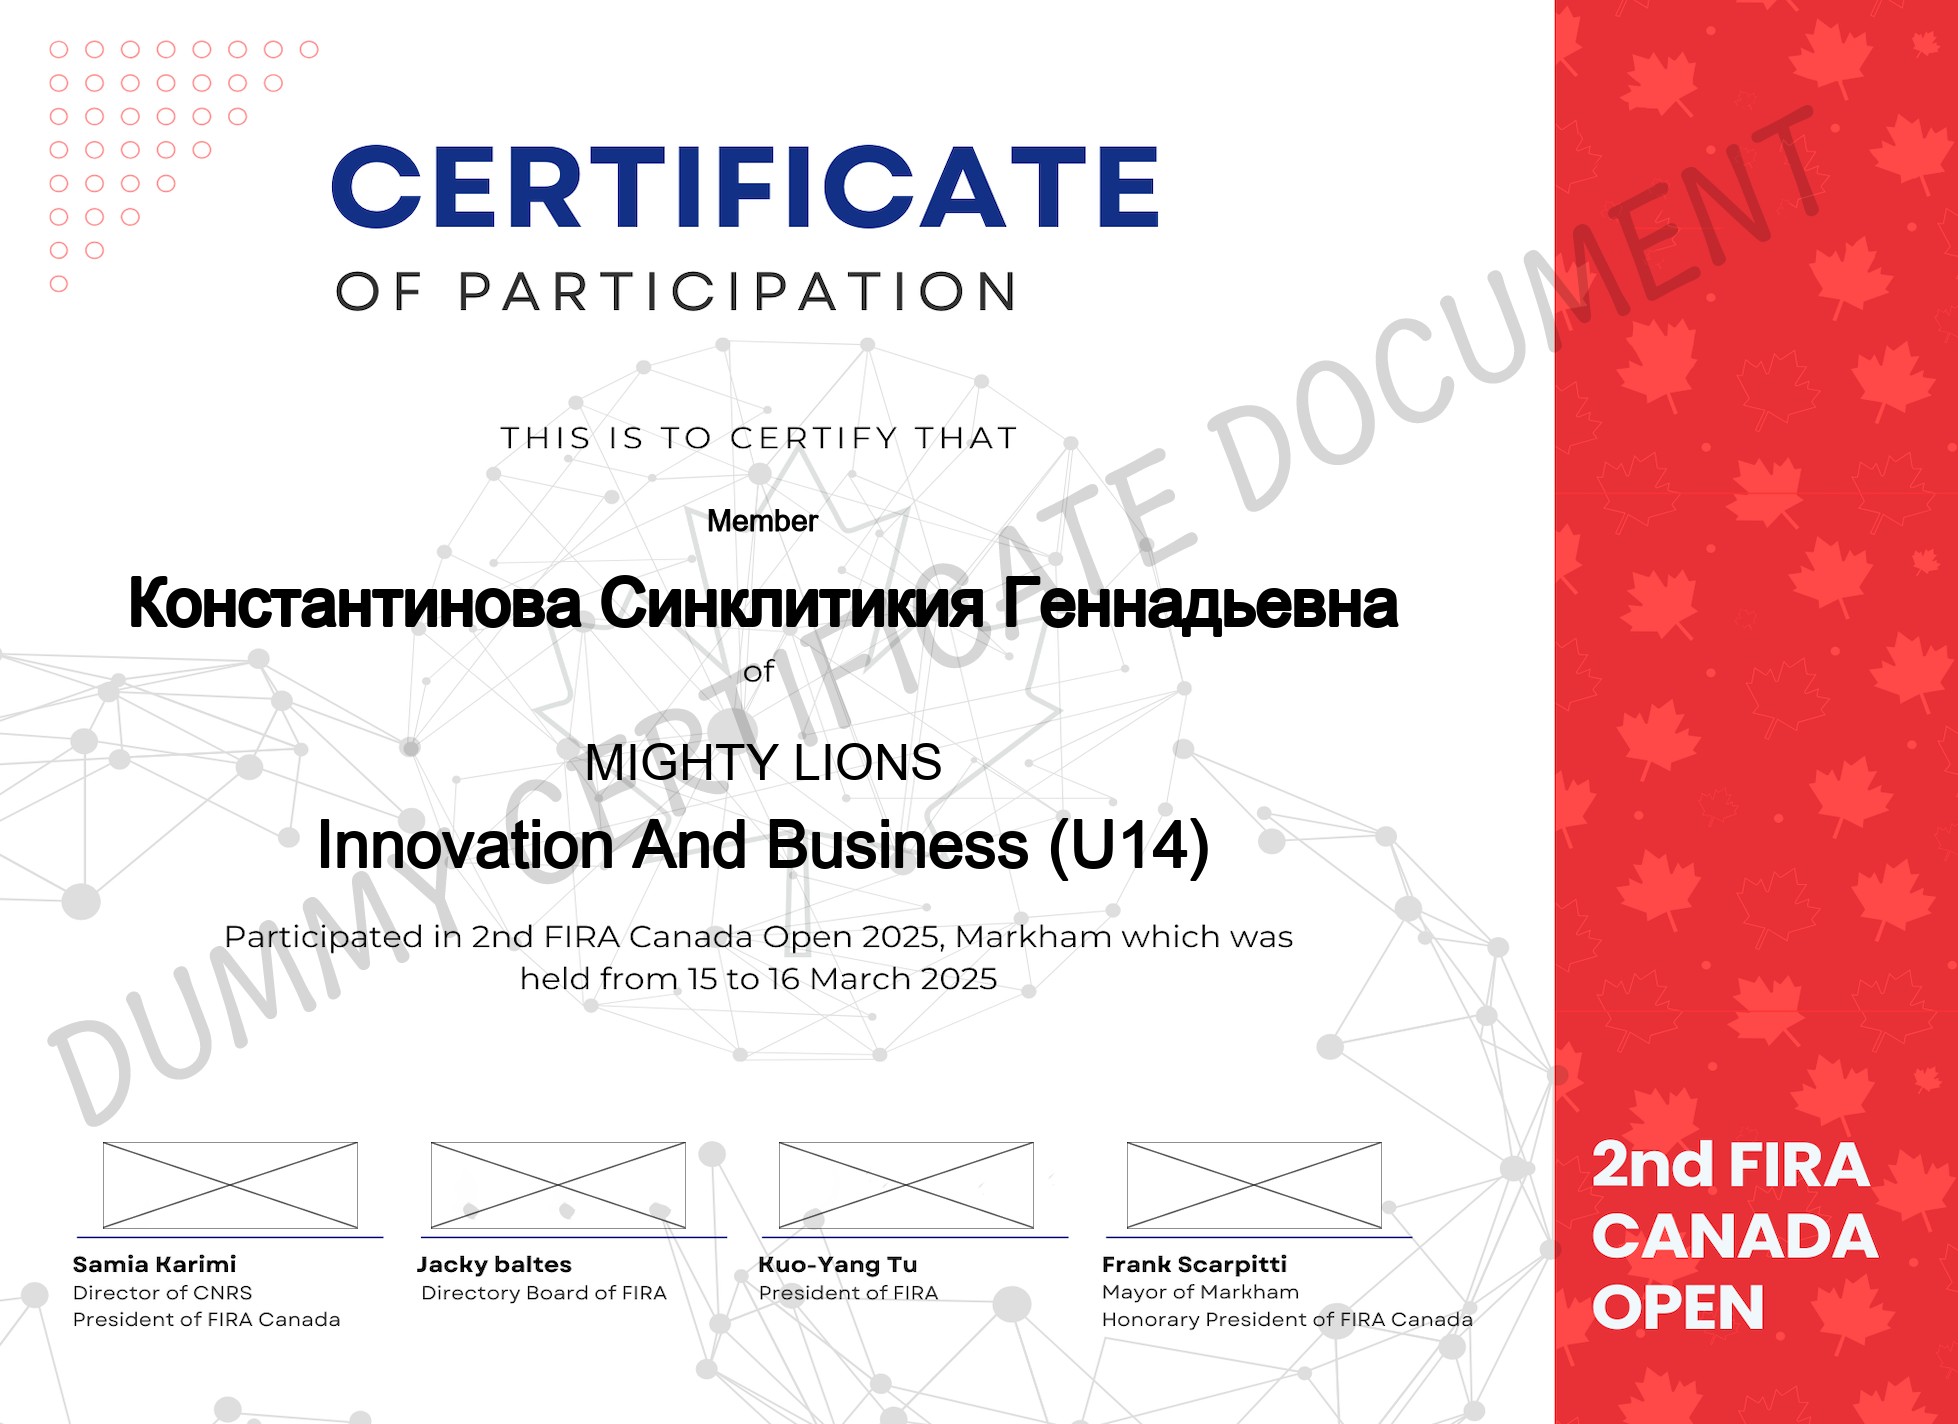 CERTIFICATE
OF PARTICIPATION
THIS IS TO CERTIFY THAT
Member
Константинова Синклитикия Геннадьевна
of
MIGHTY LIONS
Innovation And Business (U14)
Participated in 2nd FIRA Canada Open 2025, Markham which was
held from 15 to 16 March 2025
DUMMY CERTIFICATE DOCUMENT
Samia Karimi
Director of CNRS
President of FIRA Canada
Jacky baltes
Directory Board of FIRA
Kuo-Yang Tu
President of FIRA
Frank Scarpitti
Mayor of Markham
Honorary President of FIRA Canada
2nd FIRA
CANADA
OPEN